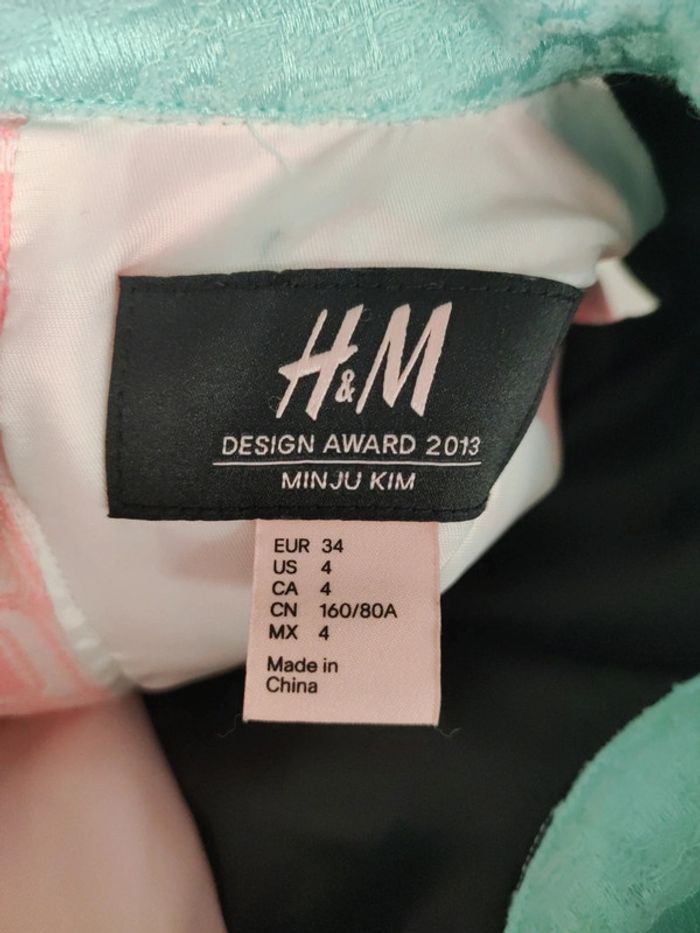 H&M
DESIGN AWARD 2013
MINJU KIM
EUR 34
US 4
CA 4
CN 160/80A
MX 4
Made in
China